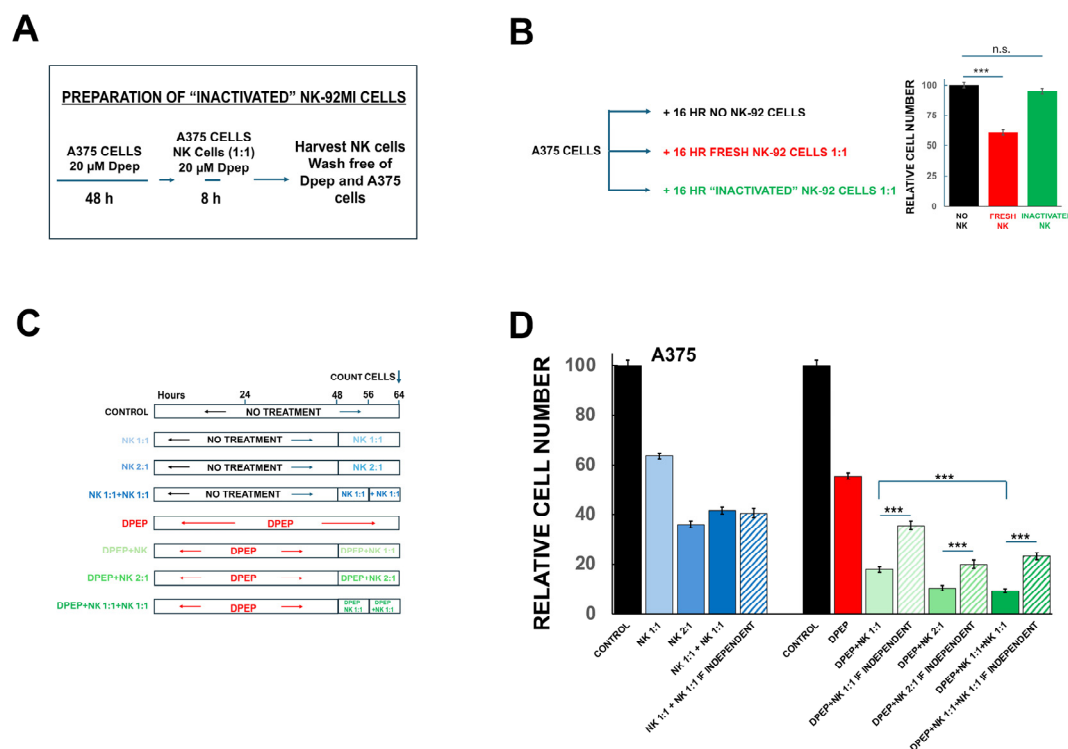 A
PREPARATION OF “INACTIVATED” NK-92MI CELLS
A375 CELLS
20 µM Dpep
48 h
A375 CELLS
NK Cells (1:1)
20 µM Dpep
8 h
Harvest NK cells
Wash free of
Dpep and A375
cells
B
A375 CELLS
+ 16 HR NO NK-92 CELLS
+ 16 HR FRESH NK-92 CELLS 1:1
+ 16 HR “INACTIVATED” NK-92 CELLS 1:1
RELATIVE CELL NUMBER
100
75
50
25
0
n.s.
***
NO
NK
FRESH
NK
INACTIVATED
NK
C
COUNT CELLS
Hours
24
48
56
64
CONTROL
NO TREATMENT
NK 1:1
NO TREATMENT
NK 1:1
NK 2:1
NO TREATMENT
NK 2:1
NK 1:1+NK 1:1
NO TREATMENT
NK 1:1
+ NK 1:1
DPEP
DPEP
DPEP+NK
DPEP
DPEP+NK 1:1
DPEP+NK 2:1
DPEP
DPEP+NK 2:1
DPEP+NK 1:1+NK 1:1
DPEP
DPEP
NK 1:1
DPEP
+NK 1:1
D
A375
RELATIVE CELL NUMBER
100
80
60
40
20
0
***
***
***
***
CONTROL
NK 1:1
NK 2:1
NK 1:1 + NK 1:1
NK 1:1 + NK 1:1 IF INDEPENDENT
CONTROL
DPEP
DPEP+NK 1:1
DPEP+NK 1:1 IF INDEPENDENT
DPEP+NK 2:1
DPEP+NK 2:1 IF INDEPENDENT
DPEP+NK 1:1+NK 1:1
DPEP+NK 1:1+NK 1:1 IF INDEPENDENT